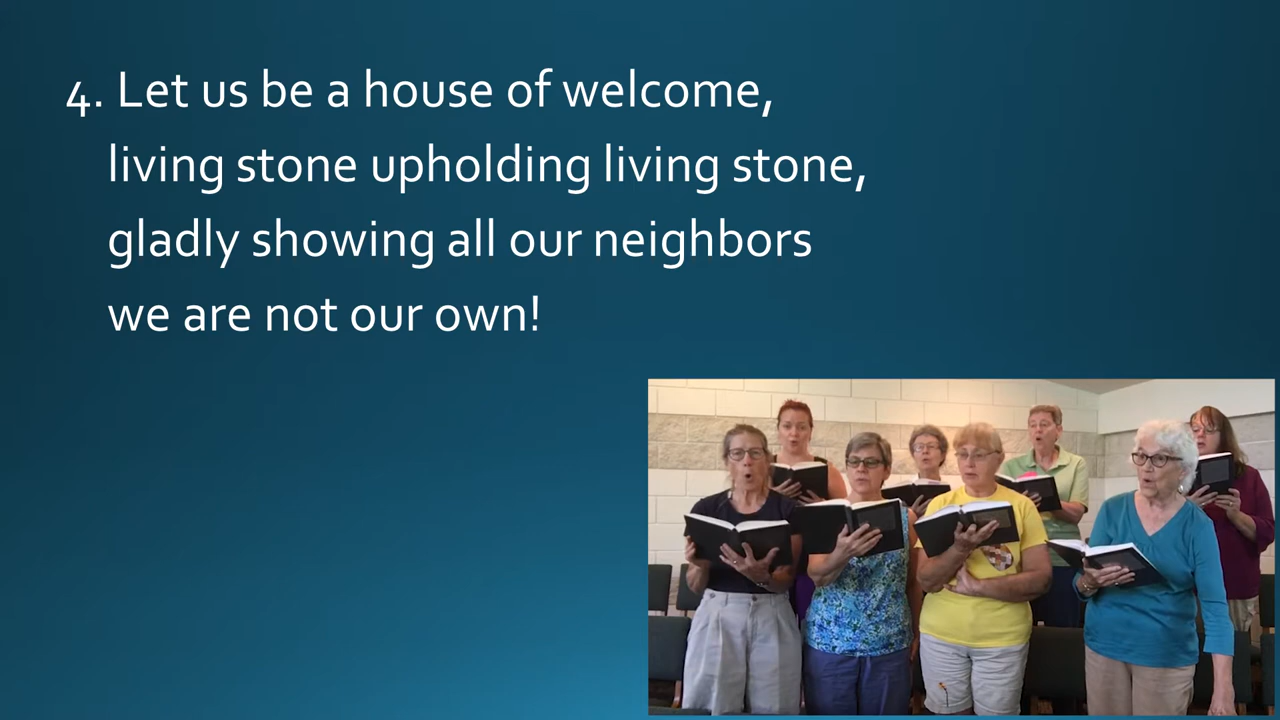 4. Let us be a house of welcome,
living stone upholding living stone,
gladly showing all our neighbors
we are not our own!